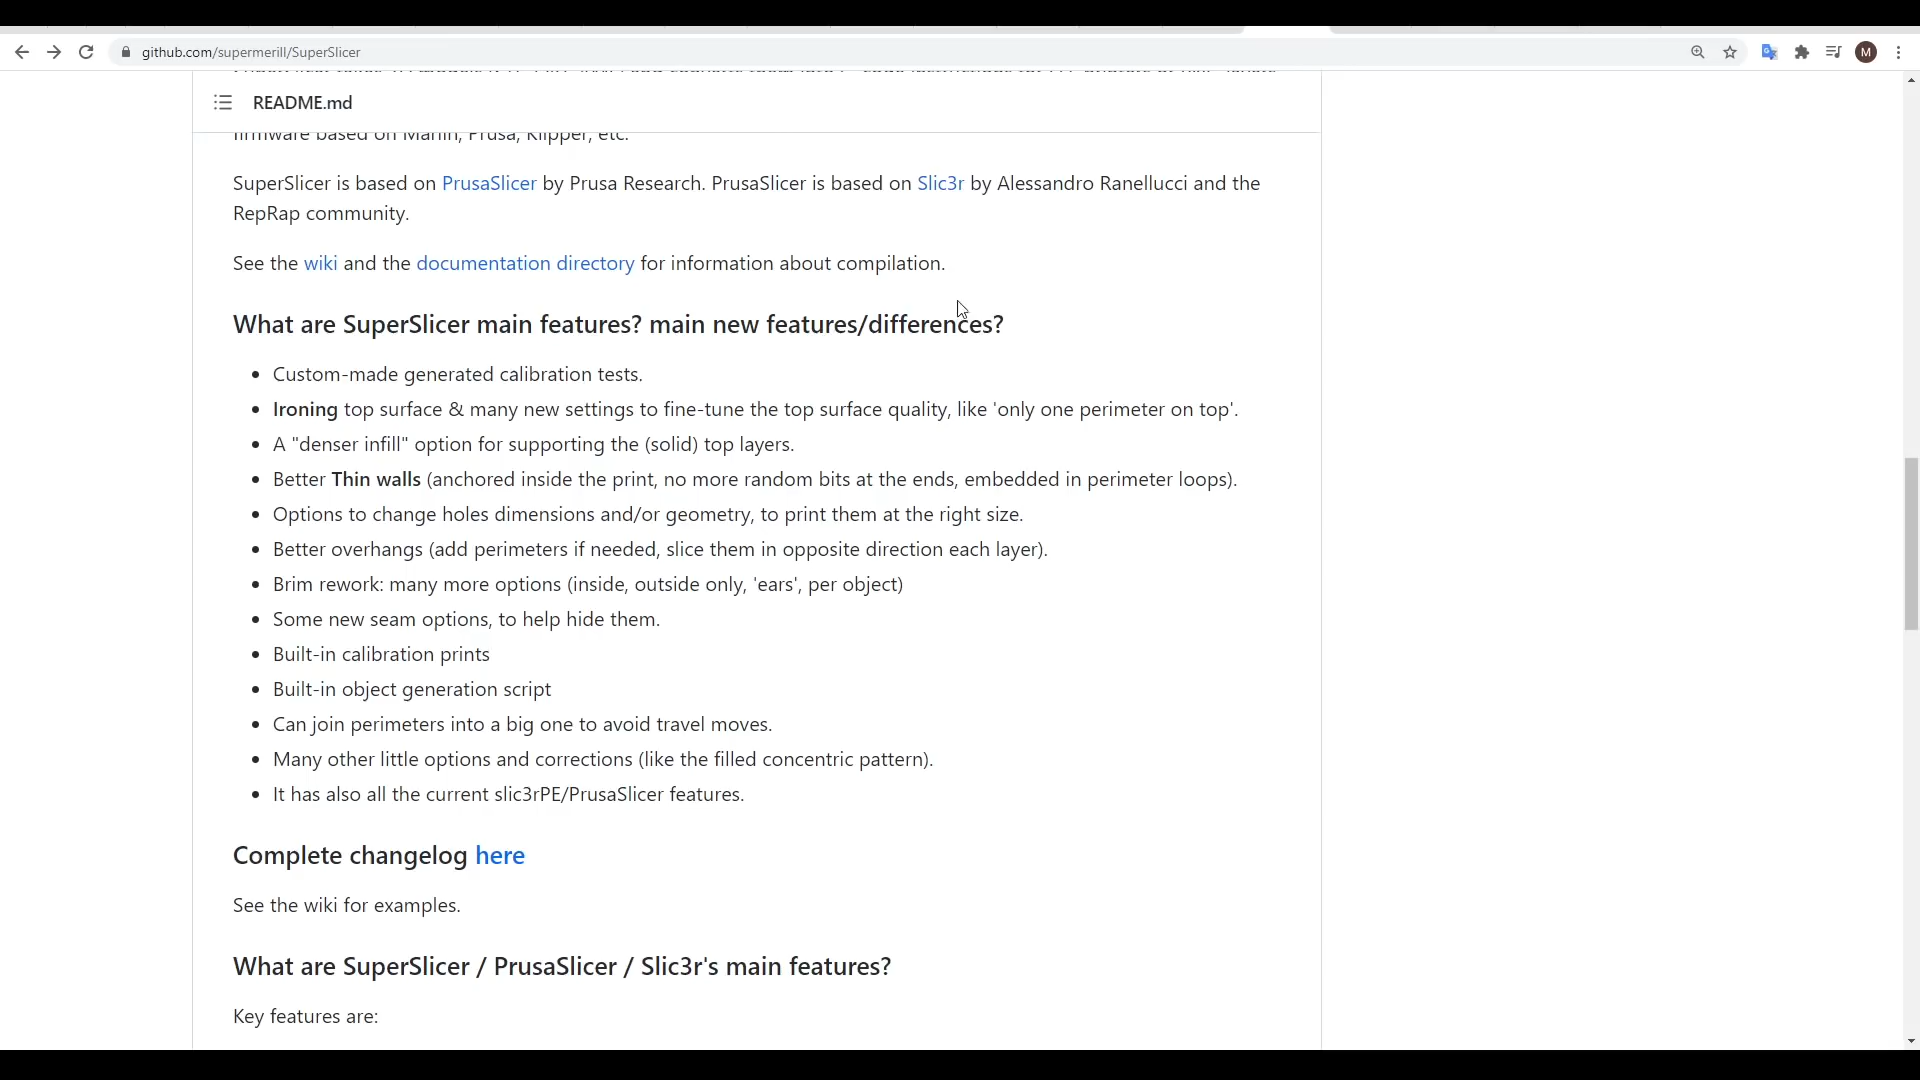 github.com/supermerill/SuperSlicer
M
README.md
firmware based on Marlin, Prusa, Klipper, etc.
SuperSlicer is based on PrusaSlicer by Prusa Research. PrusaSlicer is based on Slic3r by Alessandro Ranellucci and the
RepRap community.
See the wiki and the documentation directory for information about compilation.
What are SuperSlicer main features? main new features/differences?
Custom-made generated calibration tests.
Ironing top surface & many new settings to fine-tune the top surface quality, like 'only one perimeter on top'.
A "denser infill" option for supporting the (solid) top layers.
Better Thin walls (anchored inside the print, no more random bits at the ends, embedded in perimeter loops).
Options to change holes dimensions and/or geometry, to print them at the right size.
Better overhangs (add perimeters if needed, slice them in opposite direction each layer).
Brim rework: many more options (inside, outside only, 'ears', per object)
Some new seam options, to help hide them.
Built-in calibration prints
Built-in object generation script
Can join perimeters into a big one to avoid travel moves.
Many other little options and corrections (like the filled concentric pattern).
It has also all the current slic3rPE/PrusaSlicer features.
Complete changelog here
See the wiki for examples.
What are SuperSlicer / PrusaSlicer / Slic3r's main features?
Key features are: